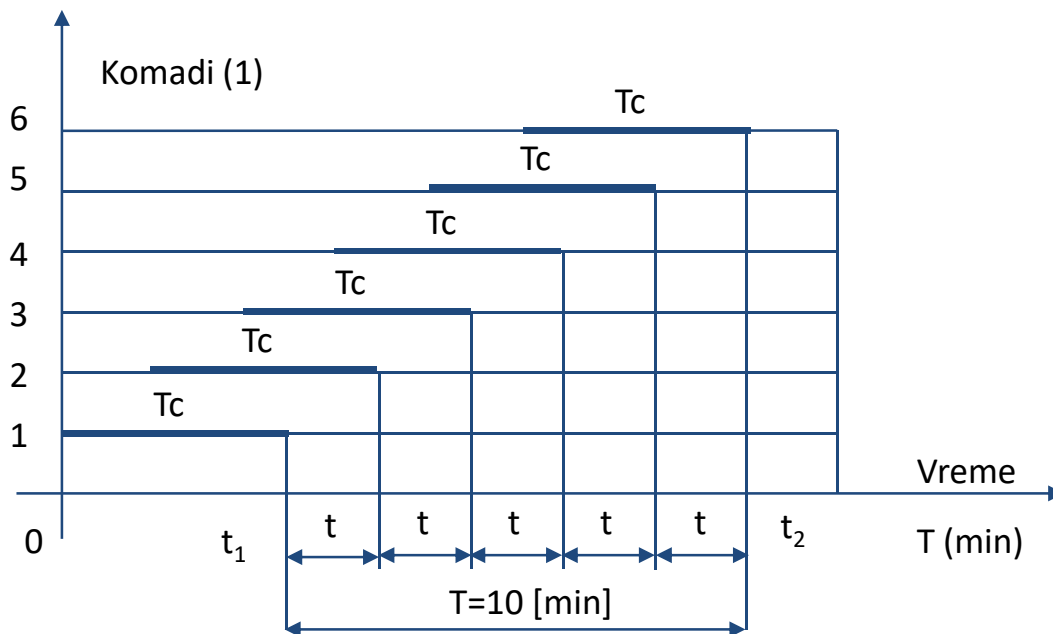 Komadi (1)
6
Tc
5
Tc
4
Tc
3
Tc
2
Tc
1
Tc
Vreme
0
t₁
t
t
t
t
t
t₂
T (min)
T=10 [min]